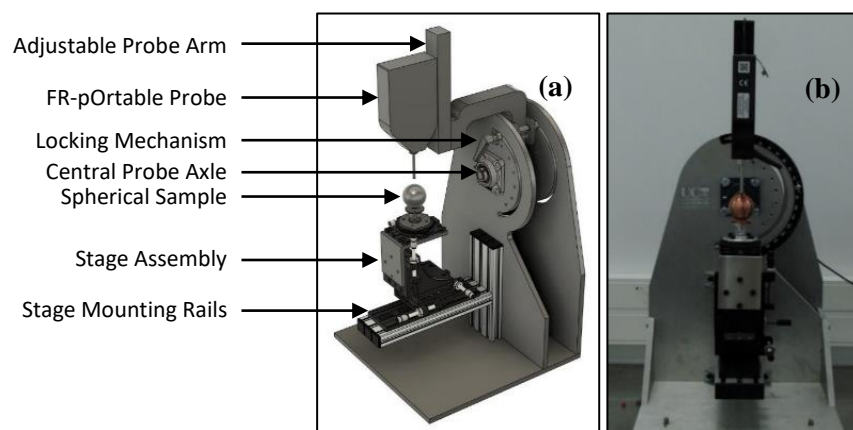 Adjustable Probe Arm
FR-pOrtable Probe
Locking Mechanism
Central Probe Axle
Spherical Sample
Stage Assembly
Stage Mounting Rails
(a)
(b)